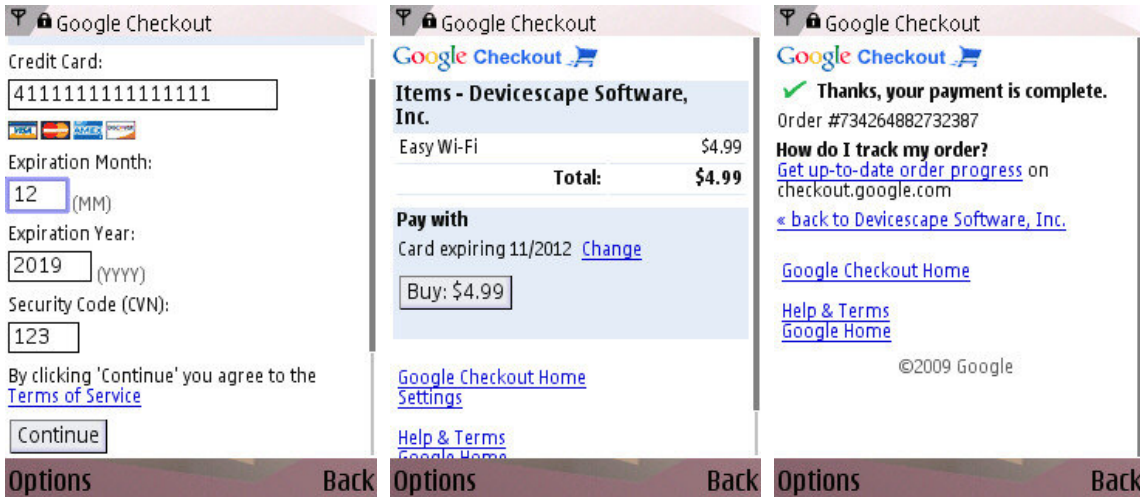 Google Checkout
Credit Card:
4111111111111111
VISA AMEX DISCOVER
Expiration Month:
12 (MM)
Expiration Year:
2019 (YYYY)
Security Code (CVN):
123
By clicking 'Continue' you agree to the
Terms of Service
Continue
Options Back
Google Checkout
Google Checkout
Items - Devicescape Software,
Inc.
Easy Wi-Fi $4.99
Total: $4.99
Pay with
Card expiring 11/2012 Change
Buy: $4.99
Google Checkout Home
Settings
Help & Terms
Google Home
Options Back
Google Checkout
Google Checkout
Thanks, your payment is complete.
Order #734264882732387
How do I track my order?
Get up-to-date order progress on
checkout.google.com
« back to Devicescape Software, Inc.
Google Checkout Home
Help & Terms
Google Home
©2009 Google
Options Back